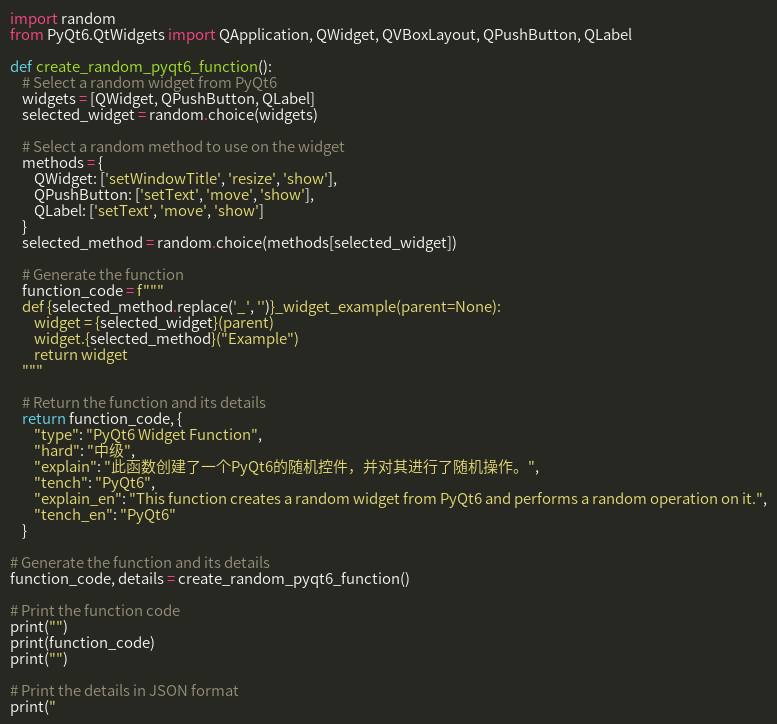 import random
from PyQt6.QtWidgets import QApplication, QWidget, QVBoxLayout, QPushButton, QLabel

def create_random_pyqt6_function():
    # Select a random widget from PyQt6
    widgets = [QWidget, QPushButton, QLabel]
    selected_widget = random.choice(widgets)

    # Select a random method to use on the widget
    methods = {
        QWidget: ['setWindowTitle', 'resize', 'show'],
        QPushButton: ['setText', 'move', 'show'],
        QLabel: ['setText', 'move', 'show']
    }
    selected_method = random.choice(methods[selected_widget])

    # Generate the function
    function_code = f"""
    def {selected_method.replace('_', '')}_widget_example(parent=None):
        widget = {selected_widget}(parent)
        widget.{selected_method}("Example")
        return widget
    """

    # Return the function and its details
    return function_code, {
        "type": "PyQt6 Widget Function",
        "hard": "中级",
        "explain": "此函数创建了一个PyQt6的随机控件，并对其进行了随机操作。",
        "tench": "PyQt6",
        "explain_en": "This function creates a random widget from PyQt6 and performs a random operation on it.",
        "tench_en": "PyQt6"
    }

# Generate the function and its details
function_code, details = create_random_pyqt6_function()

# Print the function code
print("")
print(function_code)
print("")

# Print the details in JSON format
print("